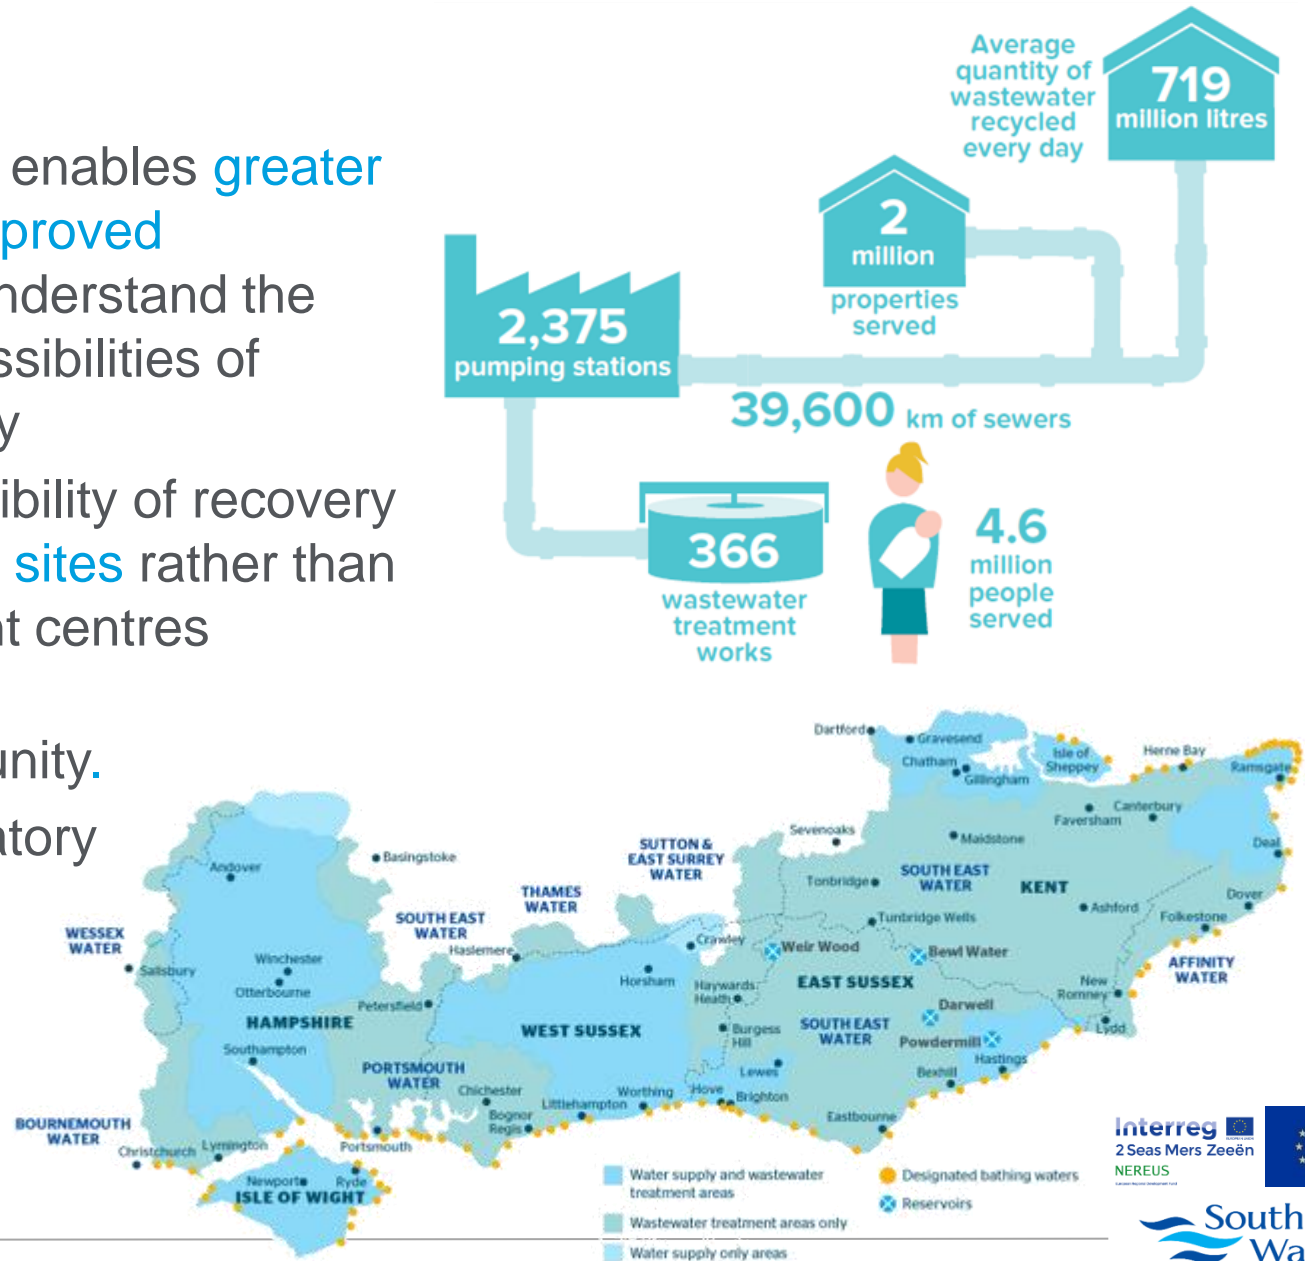 enables greater
proved
nderstand the
ssibilities of
y
ibility of recovery
sites rather than
nt centres
unity.
atory
Average
quantity of
wastewater
recycled
every day
719
million litres
2
million
properties
served
2,375
pumping stations
39,600 km of sewers
366
wastewater
treatment
works
4.6
million
people
served
Dartford
Gravesend
Chatham
Gillingham
Isle of
Sheppey
Herne Bay
Ramsgate
Canterbury
Faversham
Sevenoaks
Maidstone
Deal
SUTTON &
EAST SURREY
WATER
Tonbridge
SOUTH EAST
WATER
KENT
Dover
Basingstoke
Andover
THAMES
WATER
SOUTH EAST
WATER
Tunbridge Wells
Ashford
Folkestone
WESSEX
WATER
Haslemere
Crawley
Weir Wood
Bewl Water
AFFINITY
WATER
Salisbury
Winchester
Otterbourne
Horsham
Haywards
Heath
EAST SUSSEX
New
Romney
Petersfield
Darwell
HAMPSHIRE
WEST SUSSEX
Burgess
Hill
SOUTH EAST
WATER
Powdermill
Lydd
Southampton
PORTSMOUTH
WATER
Lewes
Hastings
Bexhill
Chichester
Worthing
Hove
Brighton
Littlehampton
Bognor
Regis
Eastbourne
BOURNEMOUTH
WATER
Christchurch
Lymington
Portsmouth
Newport
Ryde
ISLE OF WIGHT
Water supply and wastewater
treatment areas
Wastewater treatment areas only
Water supply only areas
Designated bathing waters
Reservoirs
Interreg
2 Seas Mers Zeeën
NEREUS
South
Wa